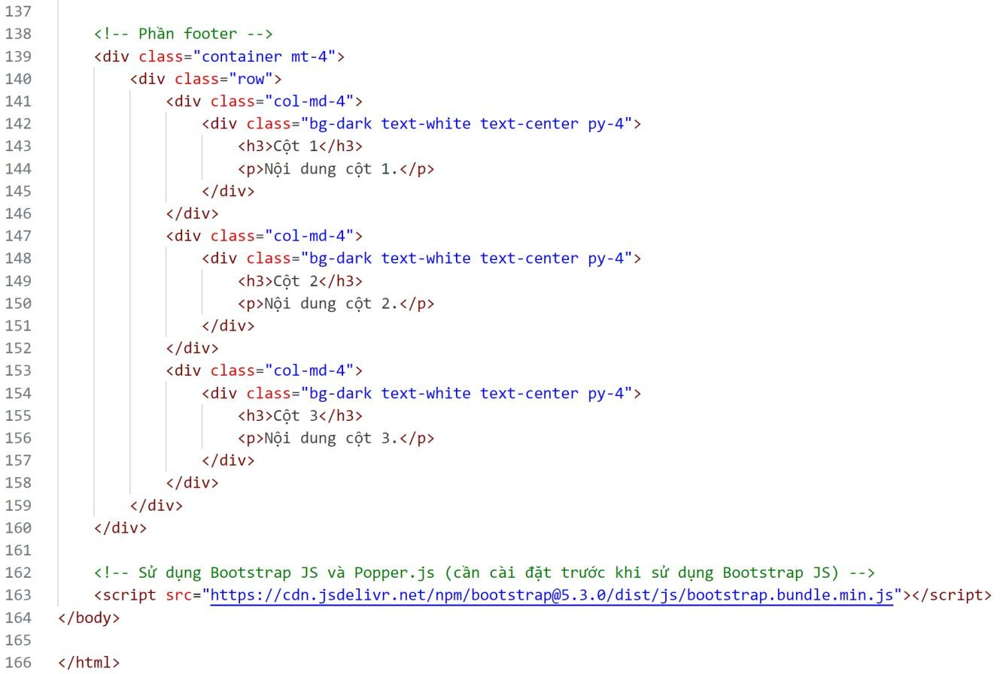 137
138 <!-- Phần footer -->
139 <div class="container mt-4">
140 <div class="row">
141 <div class="col-md-4">
142 <div class="bg-dark text-white text-center py-4">
143 <h3>Cột 1</h3>
144 <p>Nội dung cột 1.</p>
145 </div>
146 </div>
147 <div class="col-md-4">
148 <div class="bg-dark text-white text-center py-4">
149 <h3>Cột 2</h3>
150 <p>Nội dung cột 2.</p>
151 </div>
152 </div>
153 <div class="col-md-4">
154 <div class="bg-dark text-white text-center py-4">
155 <h3>Cột 3</h3>
156 <p>Nội dung cột 3.</p>
157 </div>
158 </div>
159 </div>
160 </div>
161
162 <!-- Sử dụng Bootstrap JS và Popper.js (cần cài đặt trước khi sử dụng Bootstrap JS) -->
163 <script src="https://cdn.jsdelivr.net/npm/bootstrap@5.3.0/dist/js/bootstrap.bundle.min.js"></script>
164 </body>
165
166 </html>